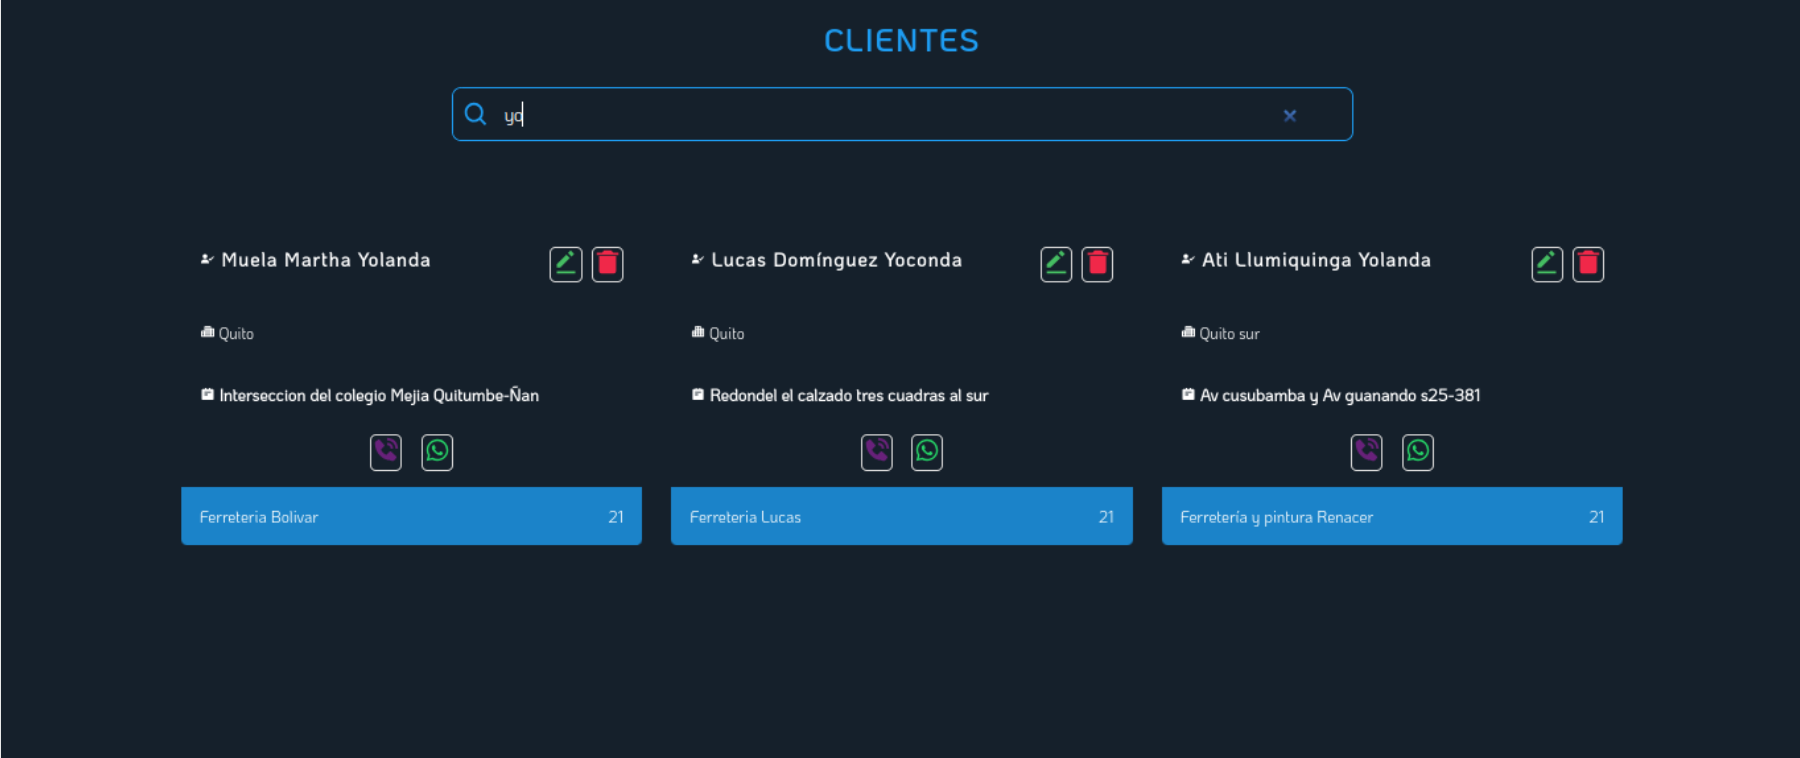 CLIENTES
yo
Muela Martha Yolanda
Quito
Interseccion del colegio Mejia Quitumbe-Ñan
Ferreteria Bolivar 21
Lucas Domínguez Yoconda
Quito
Redondel el calzado tres cuadras al sur
Ferreteria Lucas 21
Ati Llumiquinga Yolanda
Quito sur
Av cusubamba y Av guanando s25-381
Ferretería y pintura Renacer 21